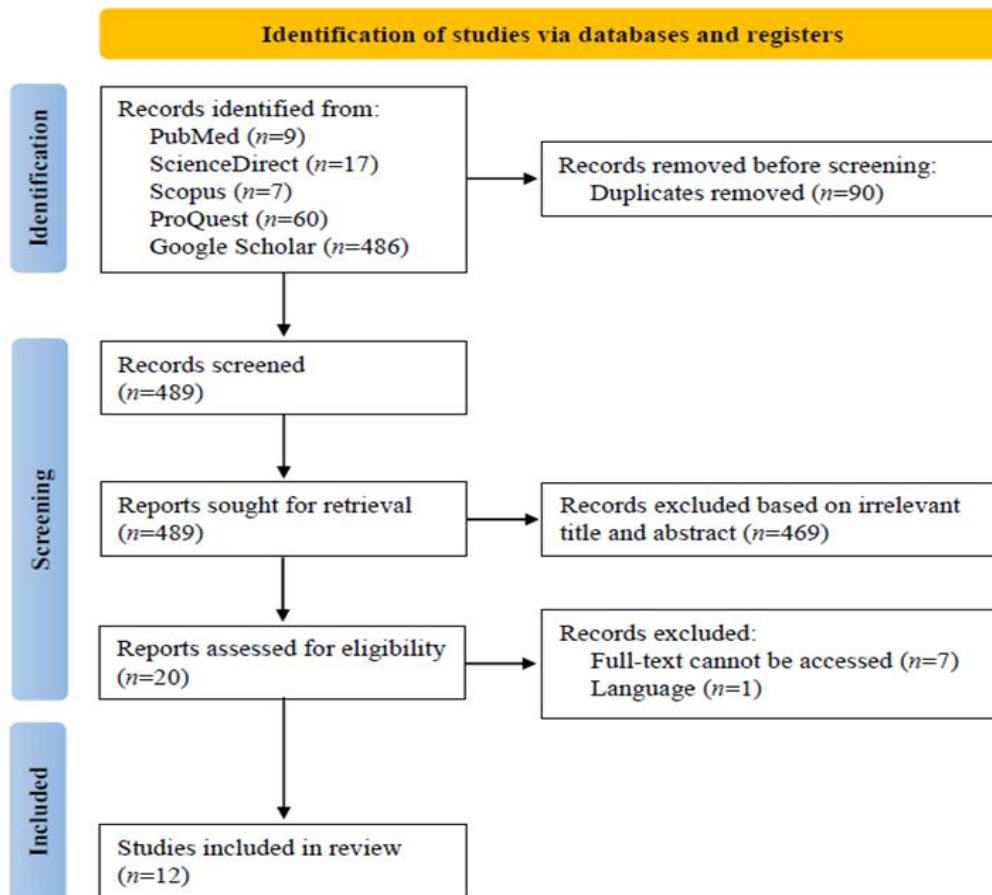 Identification of studies via databases and registers
Identification
Records identified from:
PubMed (n=9)
ScienceDirect (n=17)
Scopus (n=7)
ProQuest (n=60)
Google Scholar (n=486)
Records removed before screening:
Duplicates removed (n=90)
Screening
Records screened
(n=489)
Reports sought for retrieval
(n=489)
Records excluded based on irrelevant
title and abstract (n=469)
Reports assessed for eligibility
(n=20)
Records excluded:
Full-text cannot be accessed (n=7)
Language (n=1)
Included
Studies included in review
(n=12)